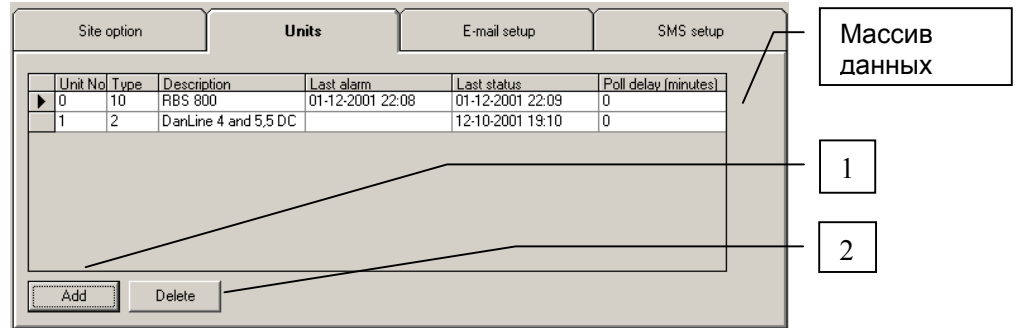 Site option Units E-mail setup SMS setup
Массив
данных
Unit No Type Description Last alarm Last status Poll delay (minutes)
0 10 RBS 800 01-12-2001 22:08 01-12-2001 22:09 0
1 2 DanLine 4 and 5,5 DC 12-10-2001 19:10 0
1
2
Add Delete